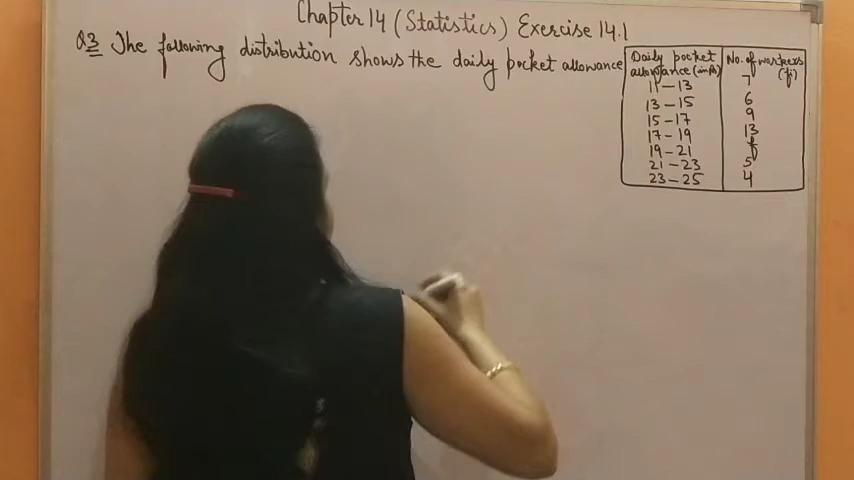 Chapter 14 (Statistics) Exercise 14.1
Q3 The following distribution shows the daily pocket allowance
Daily pocket allowance (in Rs) No. of workers (fi)
11 – 13 7
13 – 15 6
15 – 17 9
17 – 19 13
19 – 21 f
21 – 23 5
23 – 25 4